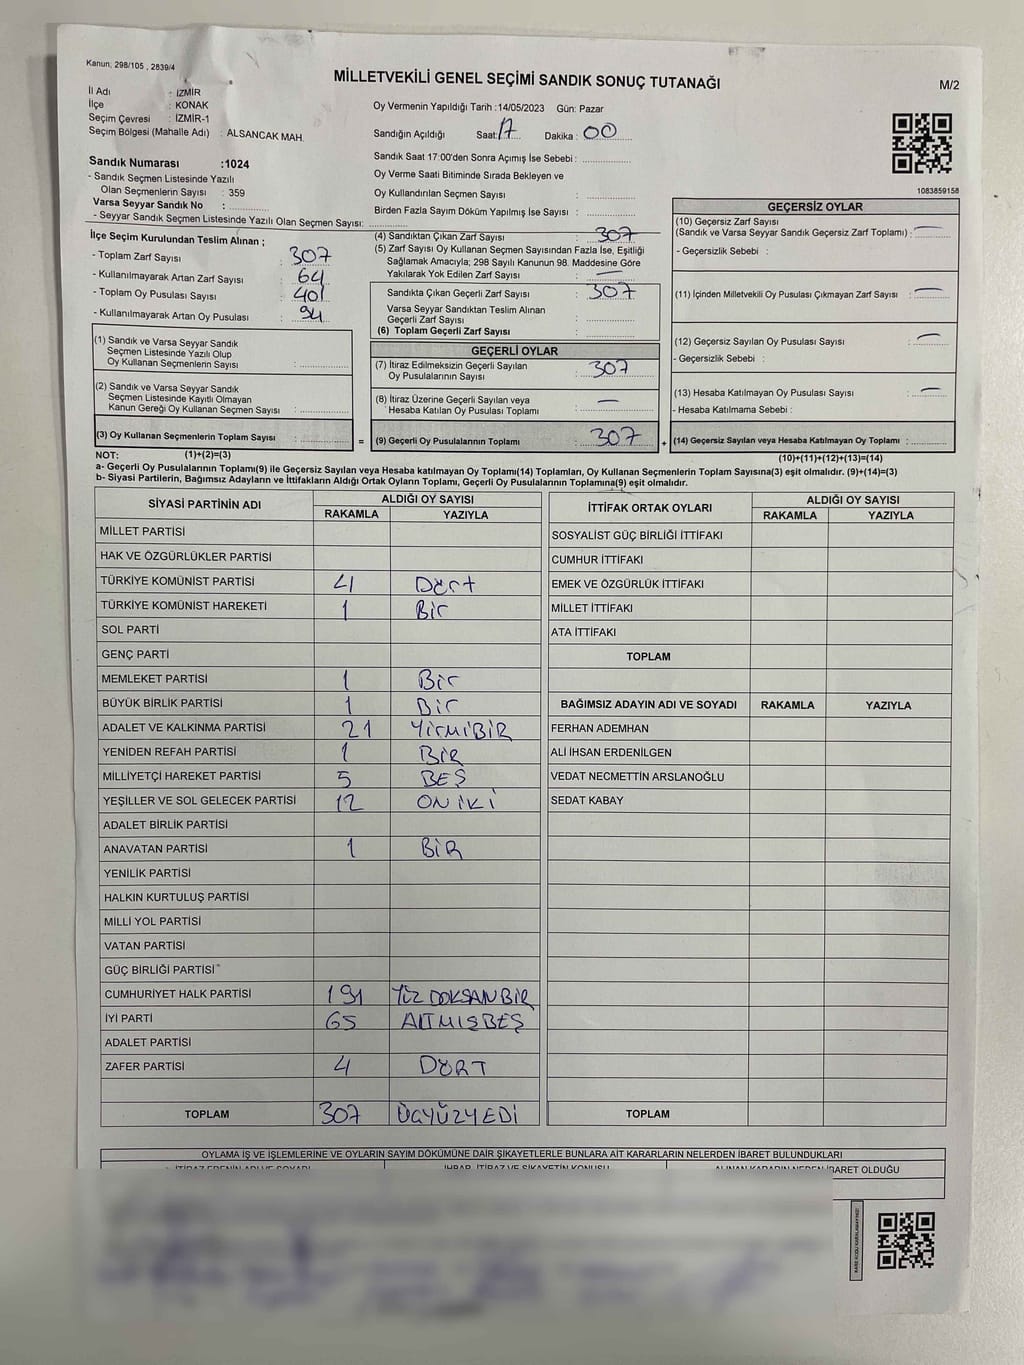 Kanun, 298/105 , 2839/4
MİLLETVEKİLİ GENEL SEÇİMİ SANDIK SONUÇ TUTANAĞI
M/2
İl Adı : İZMİR
İlçe : KONAK
Seçim Çevresi : İZMİR-1
Seçim Bölgesi (Mahalle Adı) : ALSANCAK MAH.
Oy Vermenin Yapıldığı Tarih :14/05/2023 Gün: Pazar
Sandığın Açıldığı Saat: 17 Dakika : 00
Sandık Saat 17:00'den Sonra Açımış İse Sebebi :
Oy Verme Saati Bitiminde Sırada Bekleyen ve
Oy Kullandırılan Seçmen Sayısı :
Birden Fazla Sayım Döküm Yapılmış İse Sayısı :
1083859158
Sandık Numarası :1024
- Sandık Seçmen Listesinde Yazılı
Olan Seçmenlerin Sayısı : 359
Varsa Seyyar Sandık No :
- Seyyar Sandık Seçmen Listesinde Yazılı Olan Seçmen Sayısı:
İlçe Seçim Kurulundan Teslim Alınan ;
- Toplam Zarf Sayısı : 307
- Kullanılmayarak Artan Zarf Sayısı : 64
- Toplam Oy Pusulası Sayısı : 401
- Kullanılmayarak Artan Oy Pusulası : 94
(1) Sandık ve Varsa Seyyar Sandık
Seçmen Listesinde Yazılı Olup
Oy Kullanan Seçmenlerin Sayısı :
(2) Sandık ve Varsa Seyyar Sandık
Seçmen Listesinde Kayıtlı Olmayan
Kanun Gereği Oy Kullanan Seçmen Sayısı :
(3) Oy Kullanan Seçmenlerin Toplam Sayısı :
(4) Sandıktan Çıkan Zarf Sayısı : 307
(5) Zarf Sayısı Oy Kullanan Seçmen Sayısından Fazla İse, Eşitliği
Sağlamak Amacıyla; 298 Sayılı Kanunun 98. Maddesine Göre
Yakılarak Yok Edilen Zarf Sayısı : —
Sandıkta Çıkan Geçerli Zarf Sayısı : 307
Varsa Seyyar Sandıktan Teslim Alınan
Geçerli Zarf Sayısı :
(6) Toplam Geçerli Zarf Sayısı :
GEÇERLİ OYLAR
(7) İtiraz Edilmeksizin Geçerli Sayılan
Oy Pusulalarının Sayısı : 307
(8) İtiraz Üzerine Geçerli Sayılan veya
Hesaba Katılan Oy Pusulası Toplamı : —
= (9) Geçerli Oy Pusulalarının Toplamı : 307
GEÇERSİZ OYLAR
(10) Geçersiz Zarf Sayısı
(Sandık ve Varsa Seyyar Sandık Geçersiz Zarf Toplamı) : —
- Geçersizlik Sebebi :
(11) İçinden Milletvekili Oy Pusulası Çıkmayan Zarf Sayısı : —
(12) Geçersiz Sayılan Oy Pusulası Sayısı : —
- Geçersizlik Sebebi :
(13) Hesaba Katılmayan Oy Pusulası Sayısı : —
- Hesaba Katılmama Sebebi :
+ (14) Geçersiz Sayılan veya Hesaba Katılmayan Oy Toplamı :
NOT: (1)+(2)=(3)
(10)+(11)+(12)+(13)=(14)
a- Geçerli Oy Pusulalarının Toplamı(9) ile Geçersiz Sayılan veya Hesaba katılmayan Oy Toplamı(14) Toplamları, Oy Kullanan Seçmenlerin Toplam Sayısına(3) eşit olmalıdır. (9)+(14)=(3)
b- Siyasi Partilerin, Bağımsız Adayların ve İttifakların Aldığı Ortak Oyların Toplamı, Geçerli Oy Pusulalarının Toplamına(9) eşit olmalıdır.
SİYASİ PARTİNİN ADI ALDIĞI OY SAYISI
RAKAMLA YAZIYLA
MİLLET PARTİSİ
HAK VE ÖZGÜRLÜKLER PARTİSİ
TÜRKİYE KOMÜNİST PARTİSİ 4 Dört
TÜRKİYE KOMÜNİST HAREKETİ 1 Bir
SOL PARTİ
GENÇ PARTİ
MEMLEKET PARTİSİ 1 Bir
BÜYÜK BİRLİK PARTİSİ 1 Bir
ADALET VE KALKINMA PARTİSİ 21 YİrMİBİR
YENİDEN REFAH PARTİSİ 1 BİR
MİLLİYETÇİ HAREKET PARTİSİ 5 BEŞ
YEŞİLLER VE SOL GELECEK PARTİSİ 12 ONİKİ
ADALET BİRLİK PARTİSİ
ANAVATAN PARTİSİ 1 BİR
YENİLİK PARTİSİ
HALKIN KURTULUŞ PARTİSİ
MİLLİ YOL PARTİSİ
VATAN PARTİSİ
GÜÇ BİRLİĞİ PARTİSİ
CUMHURİYET HALK PARTİSİ 191 YÜZ DOKSANBİR
İYİ PARTİ 65 ALTMIŞBEŞ
ADALET PARTİSİ
ZAFER PARTİSİ 4 DÖRT
TOPLAM 307 ÜÇYÜZYEDİ
İTTİFAK ORTAK OYLARI ALDIĞI OY SAYISI
RAKAMLA YAZIYLA
SOSYALİST GÜÇ BİRLİĞİ İTTİFAKI
CUMHUR İTTİFAKI
EMEK VE ÖZGÜRLÜK İTTİFAKI
MİLLET İTTİFAKI
ATA İTTİFAKI
TOPLAM
BAĞIMSIZ ADAYIN ADI VE SOYADI RAKAMLA YAZIYLA
FERHAN ADEMHAN
ALİ İHSAN ERDENİLGEN
VEDAT NECMETTİN ARSLANOĞLU
SEDAT KABAY
TOPLAM
OYLAMA İŞ VE İŞLEMLERİNE VE OYLARIN SAYIM DÖKÜMÜNE DAİR ŞİKAYETLERLE BUNLARA AİT KARARLARIN NELERDEN İBARET BULUNDUKLARI
İTİRAZ EDENİN ADI VE SOYADI İHBAR, İTİRAZ VE ŞİKAYETİN KONUSU ALINAN KARARIN NEDEN İBARET OLDUĞU